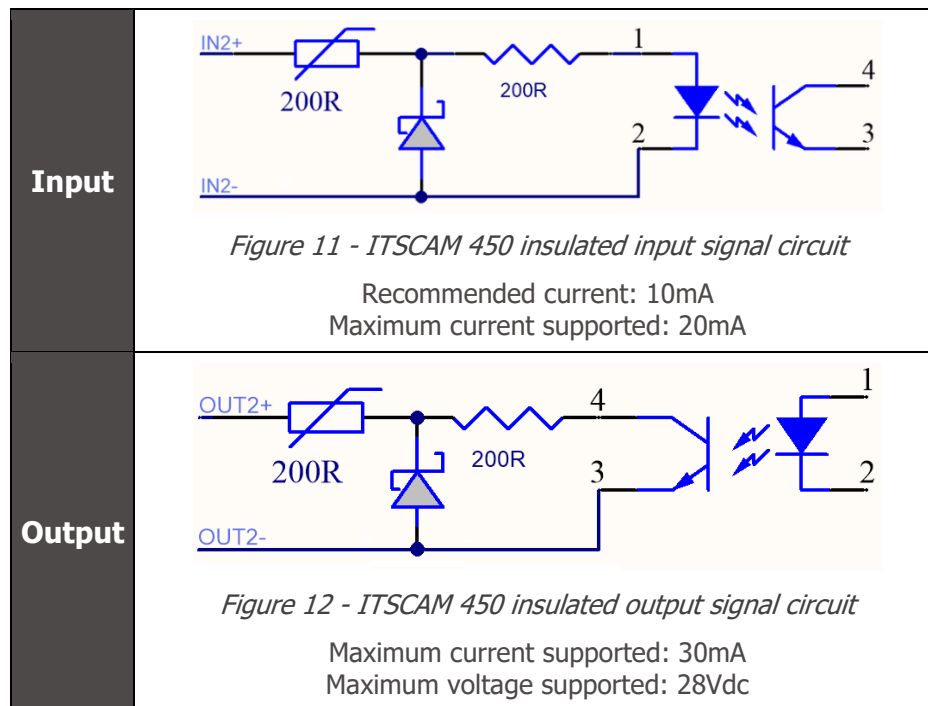 Input
IN2+
200R
200R
1
2
4
3
IN2-
Figure 11 - ITSCAM 450 insulated input signal circuit
Recommended current: 10mA
Maximum current supported: 20mA
Output
OUT2+
200R
200R
4
3
1
2
OUT2-
Figure 12 - ITSCAM 450 insulated output signal circuit
Maximum current supported: 30mA
Maximum voltage supported: 28Vdc